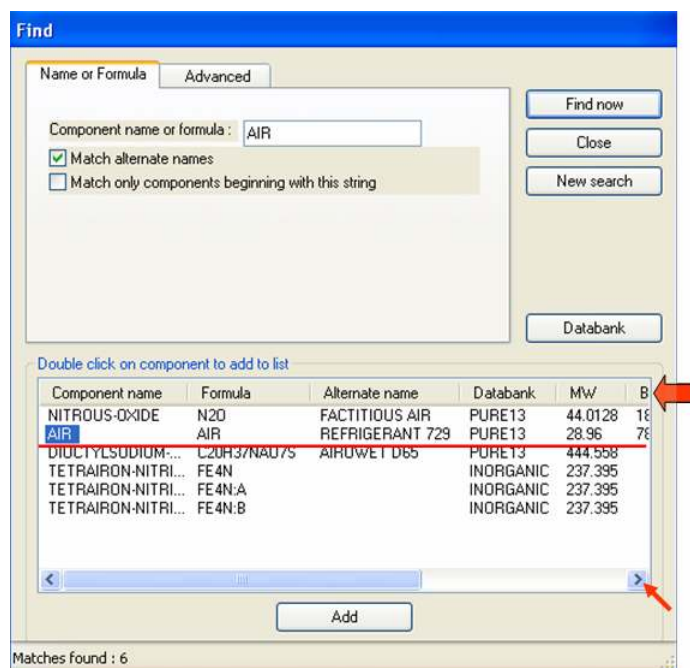 Find
Name or Formula Advanced
Find now
Component name or formula : AIR
Close
Match alternate names
Match only components beginning with this string
New search
Databank
Double click on component to add to list
Component name Formula Alternate name Databank MW B
NITROUS-OXIDE N2O FACTITIOUS AIR PURE13 44.0128 18
AIR AIR REFRIGERANT 729 PURE13 28.96 78
DIOCTYLSODIUM-... C20H37NAO7S AIROWET D65 PURE13 444.558
TETRAIRON-NITRI... FE4N INORGANIC 237.395
TETRAIRON-NITRI... FE4N:A INORGANIC 237.395
TETRAIRON-NITRI... FE4N:B INORGANIC 237.395
Add
Matches found : 6